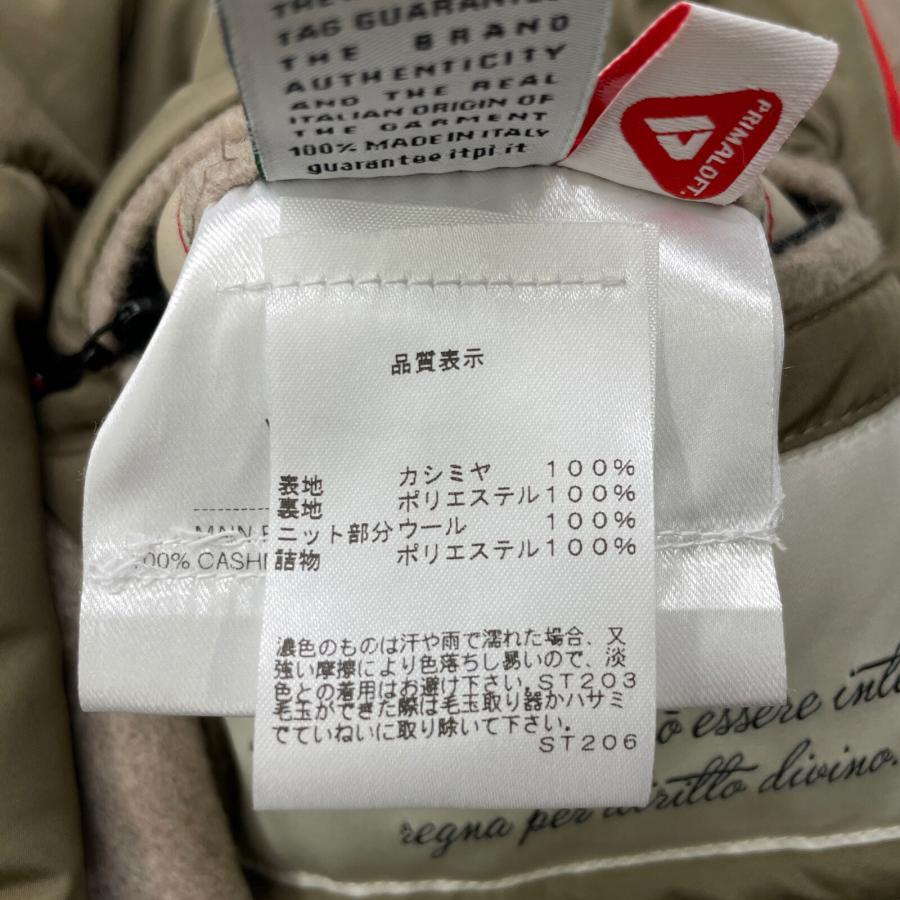 TAG GUARANTEE
THE BRAND
AUTHENTICITY
AND THE REAL
ITALIAN ORIGIN OF
THE GARMENT
100% MADE IN ITALY
guarantee itpi.it
PRIMALOFT.
品質表示
表地 カシミヤ 100%
裏地 ポリエステル100%
ニット部分ウール 100%
詰物 ポリエステル100%
濃色のものは汗や雨で濡れた場合、又
強い摩擦により色落ちし易いので、淡
色との着用はお避け下さい。ST203
毛玉ができた際は毛玉取り器かハサミ
でていねいに取り除いて下さい。
ST206
essere
regna per diritto divino.